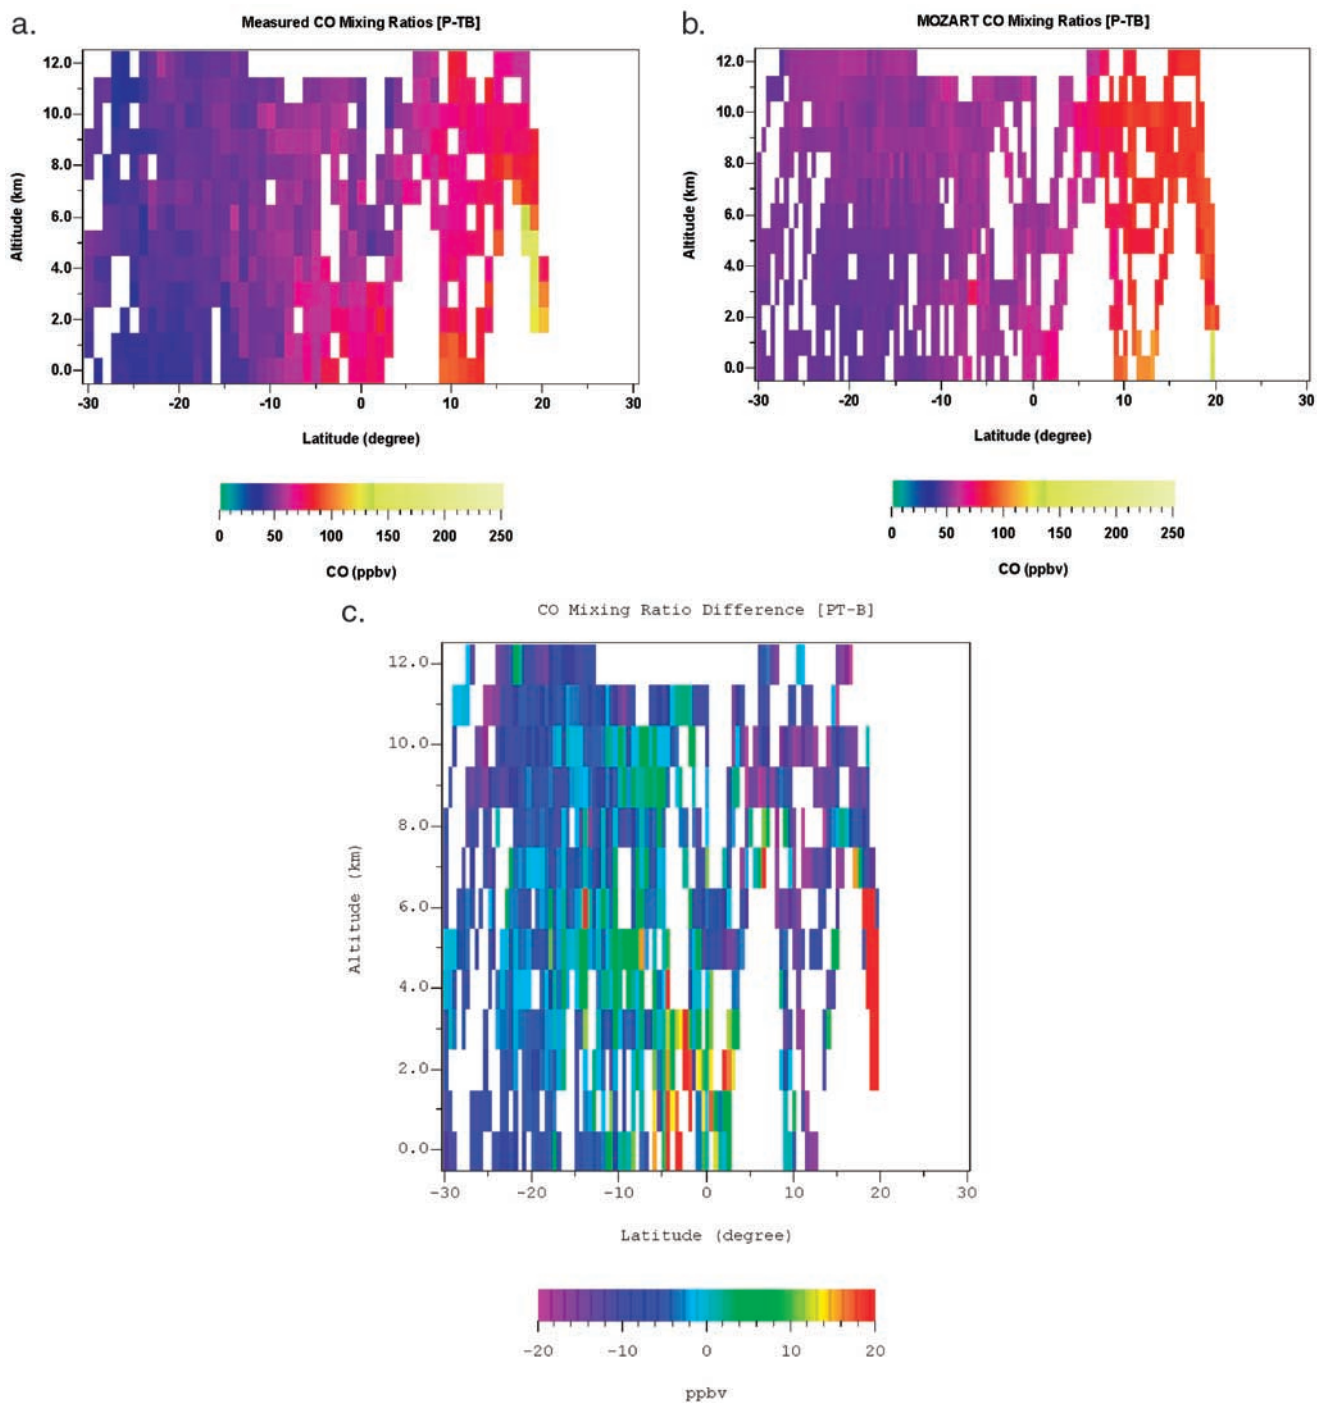 a.
Measured CO Mixing Ratios [P-TB]
12.0
10.0
8.0
6.0
4.0
2.0
0.0
Altitude (km)
-30 -20 -10 0 10 20 30
Latitude (degree)
0 50 100 150 200 250
CO (ppbv)
b.
MOZART CO Mixing Ratios [P-TB]
12.0
10.0
8.0
6.0
4.0
2.0
0.0
Altitude (km)
-30 -20 -10 0 10 20 30
Latitude (degree)
0 50 100 150 200 250
CO (ppbv)
c.
CO Mixing Ratio Difference [PT-B]
12.0
10.0
8.0
6.0
4.0
2.0
0.0
Altitude (km)
-30 -20 -10 0 10 20 30
Latitude (degree)
-20 -10 0 10 20
ppbv